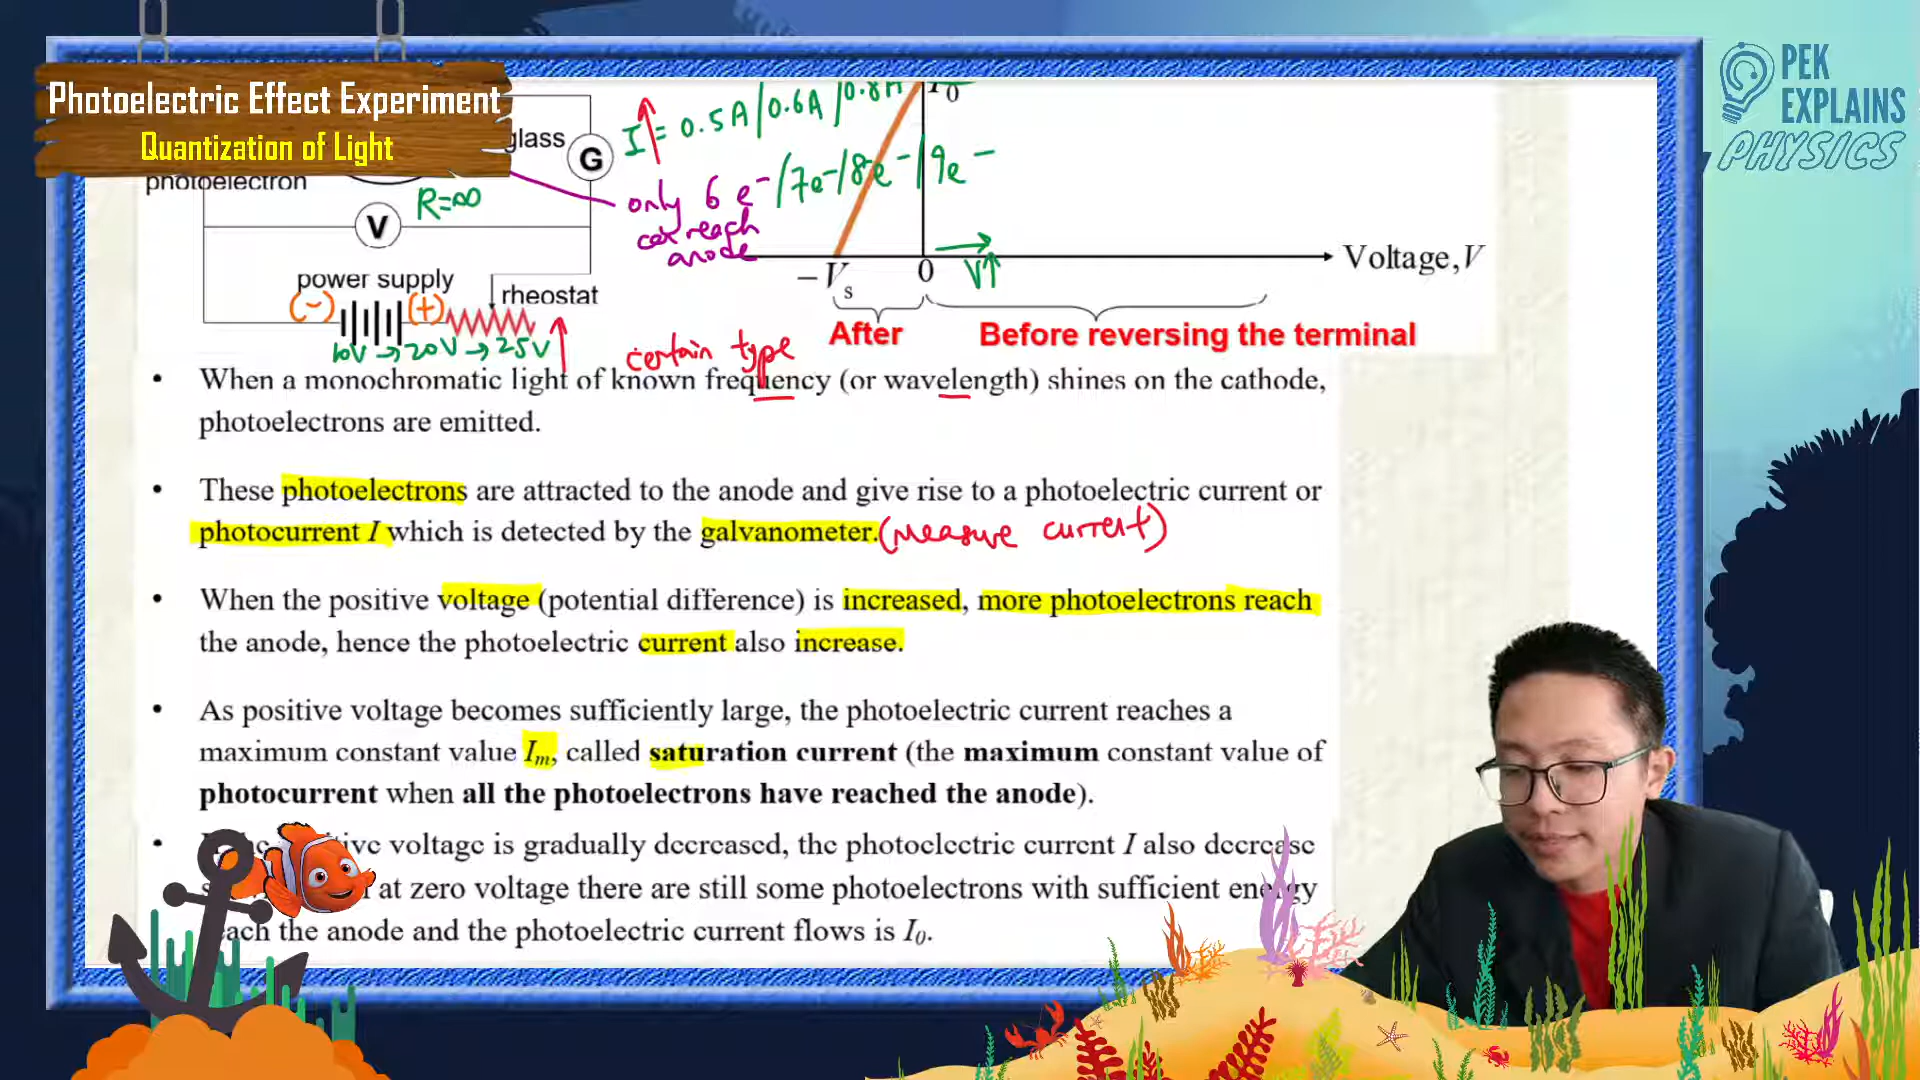 Photoelectric Effect Experiment
Quantization of Light
PEK
EXPLAINS
PHYSICS
glass
G
photoelectron
R=∞
V
I = 0.5A/0.6A/0.8A
I0
only 6e-/7e-/8e-/9e-
can reach
anode
power supply
(-) (+)
rheostat
10V → 20V → 25V
-Vs
0
V↑
Voltage, V
After
Before reversing the terminal
certain type
• When a monochromatic light of known frequency (or wavelength) shines on the cathode,
photoelectrons are emitted.
• These photoelectrons are attracted to the anode and give rise to a photoelectric current or
photocurrent I which is detected by the galvanometer. (measure current)
• When the positive voltage (potential difference) is increased, more photoelectrons reach
the anode, hence the photoelectric current also increase.
• As positive voltage becomes sufficiently large, the photoelectric current reaches a
maximum constant value Im, called saturation current (the maximum constant value of
photocurrent when all the photoelectrons have reached the anode).
• voltage is gradually decreased, the photoelectric current I also decrease
at zero voltage there are still some photoelectrons with sufficient energy
the anode and the photoelectric current flows is I0.